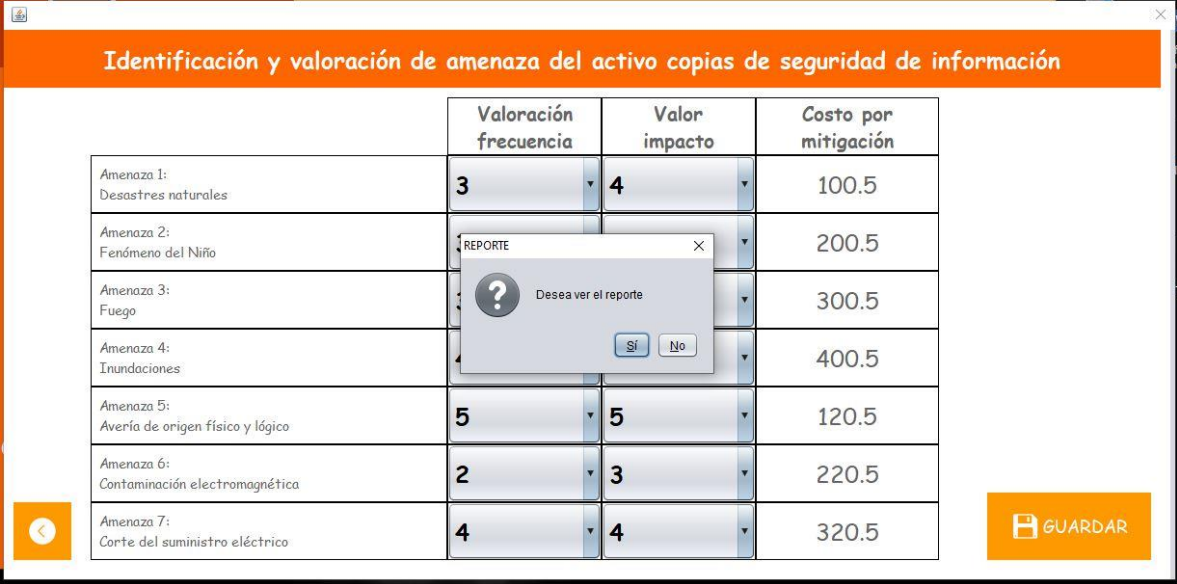 Identificación y valoración de amenaza del activo copias de seguridad de información
Valoración frecuencia
Valor impacto
Costo por mitigación
Amenaza 1:
Desastres naturales
3
4
100.5
Amenaza 2:
Fenómeno del Niño
200.5
Amenaza 3:
Fuego
300.5
Amenaza 4:
Inundaciones
400.5
Amenaza 5:
Avería de origen físico y lógico
5
5
120.5
Amenaza 6:
Contaminación electromagnética
2
3
220.5
Amenaza 7:
Corte del suministro eléctrico
4
4
320.5
REPORTE
Desea ver el reporte
Sí
No
GUARDAR